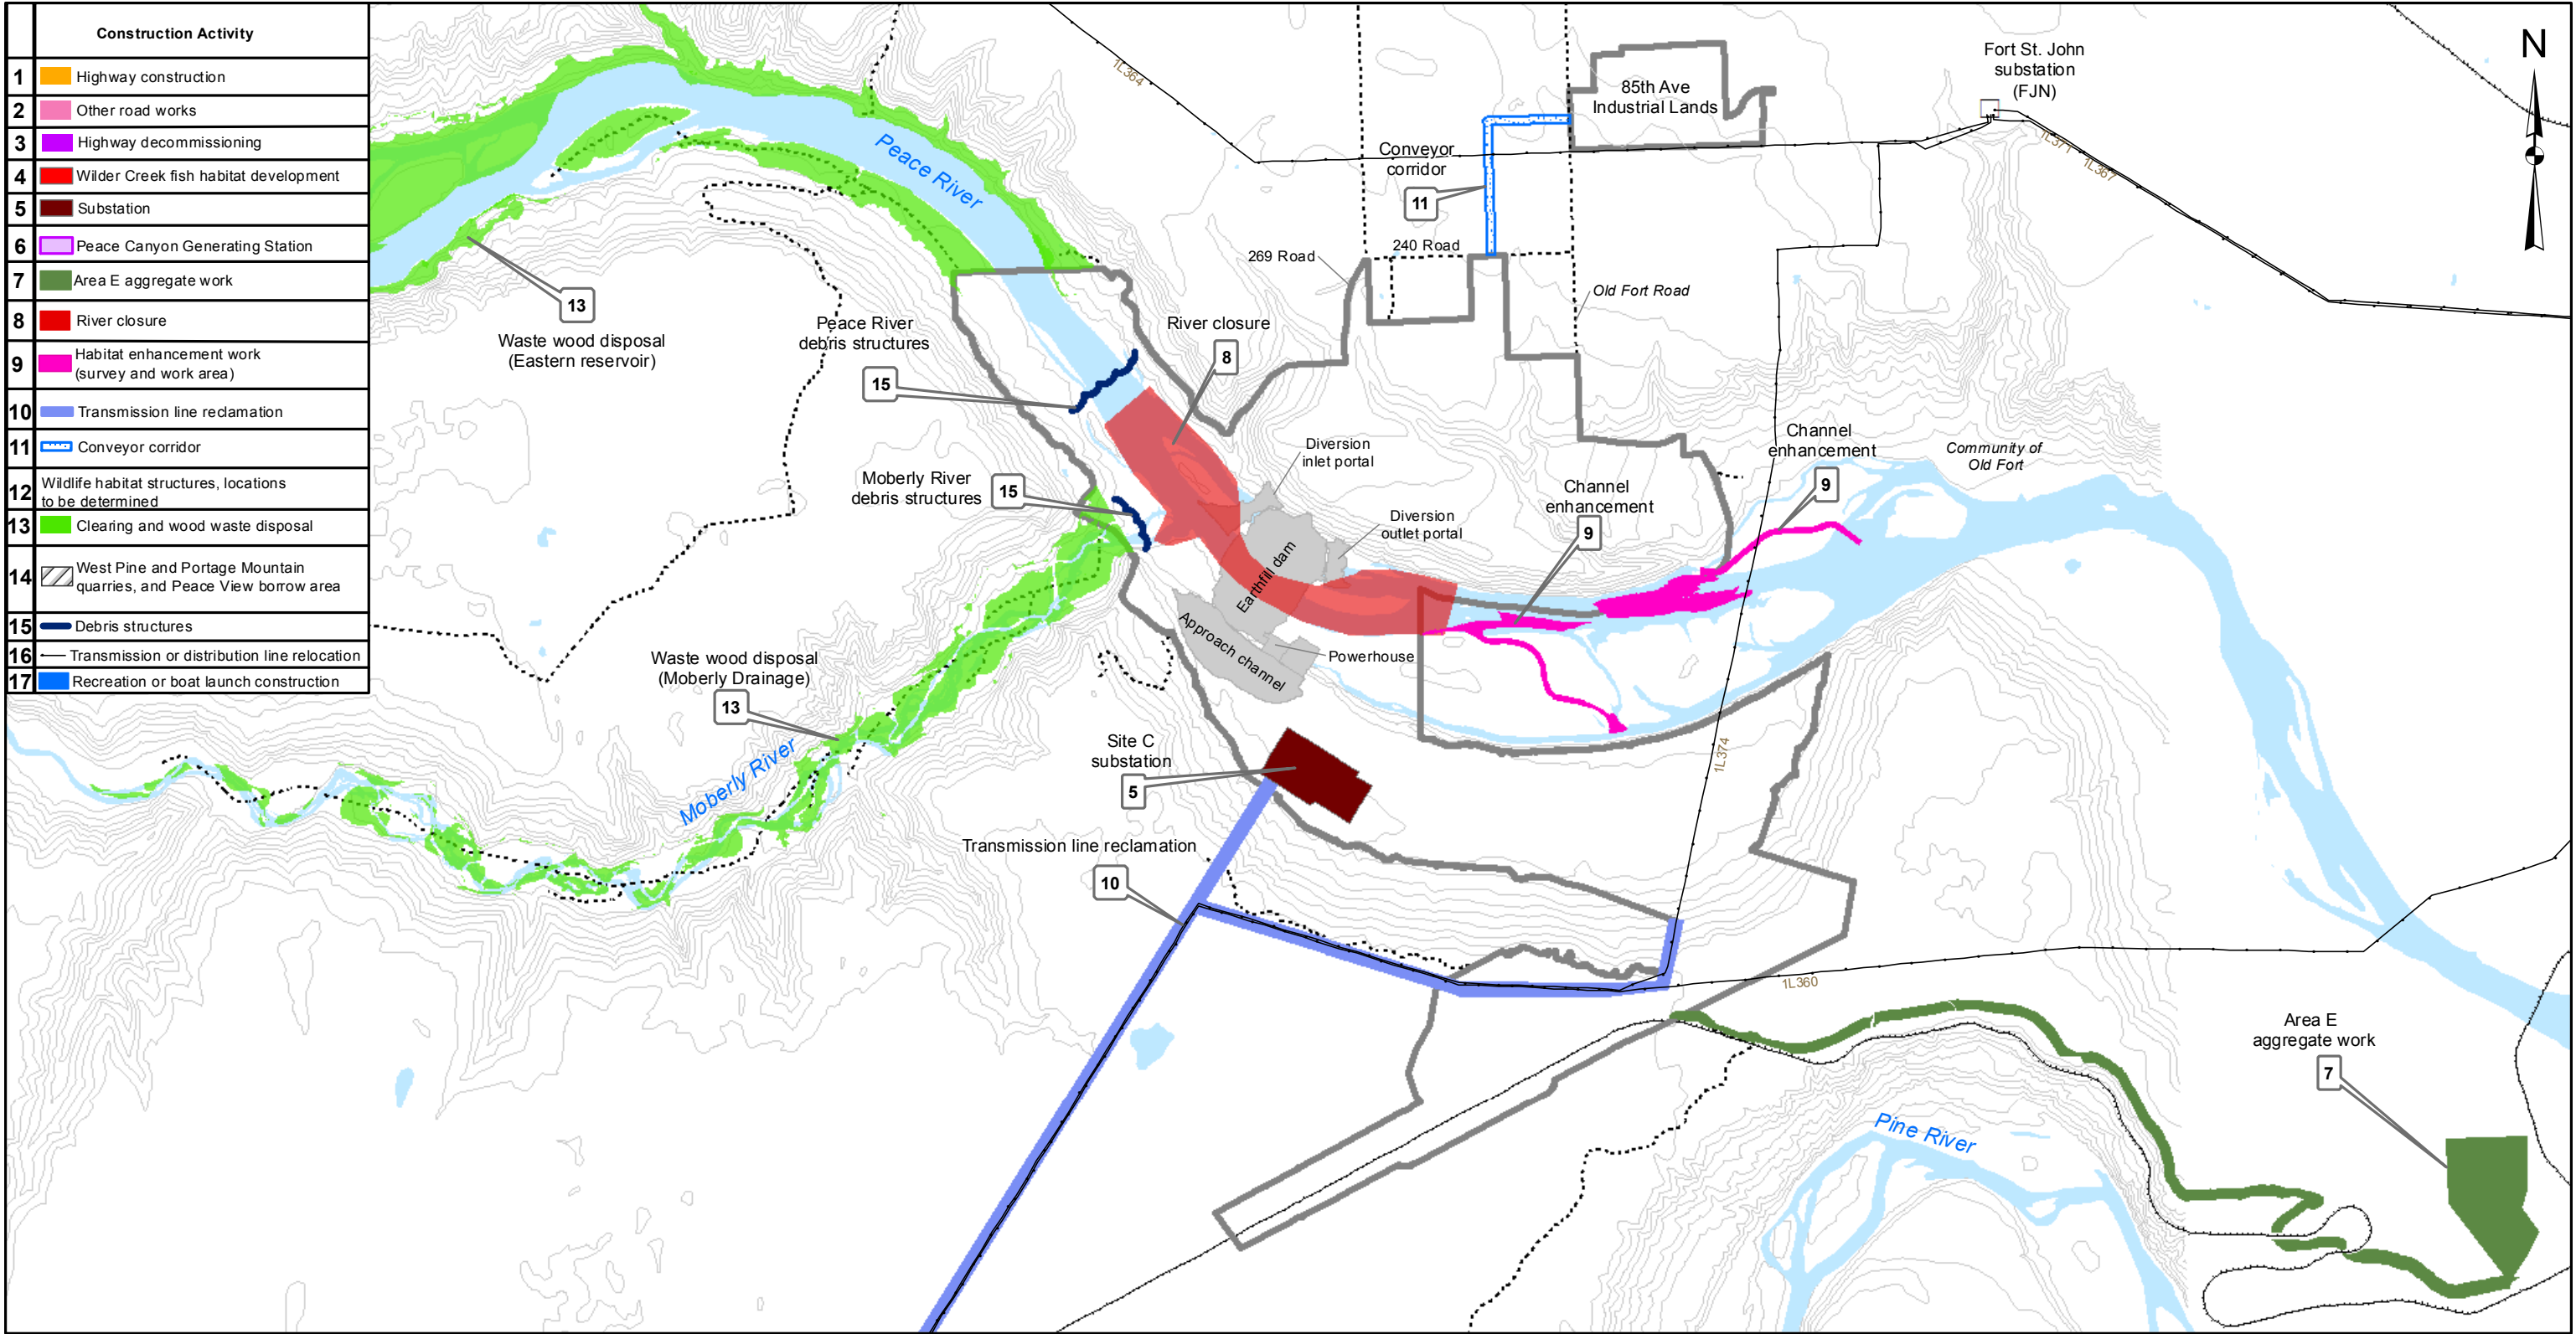 Construction Activity
1 Highway construction
2 Other road works
3 Highway decommissioning
4 Wilder Creek fish habitat development
5 Substation
6 Peace Canyon Generating Station
7 Area E aggregate work
8 River closure
9 Habitat enhancement work
(survey and work area)
10 Transmission line reclamation
11 Conveyor corridor
12 Wildlife habitat structures, locations
to be determined
13 Clearing and wood waste disposal
14 West Pine and Portage Mountain
quarries, and Peace View borrow area
15 Debris structures
16 Transmission or distribution line relocation
17 Recreation or boat launch construction
N
Fort St. John
substation
(FJN)
1L364
85th Ave
Industrial Lands
1L371
1L367
Peace River
Conveyor
corridor
11
240 Road
269 Road
Old Fort Road
13
Waste wood disposal
(Eastern reservoir)
Peace River
debris structures
15
River closure
8
Diversion
inlet portal
Channel
enhancement
9
Community of
Old Fort
Moberly River
debris structures
15
Channel
enhancement
9
Diversion
outlet portal
Earthfill dam
Approach channel
Powerhouse
Waste wood disposal
(Moberly Drainage)
13
Moberly River
Site C
substation
5
1L374
Transmission line reclamation
10
1L360
Area E
aggregate work
7
Pine River